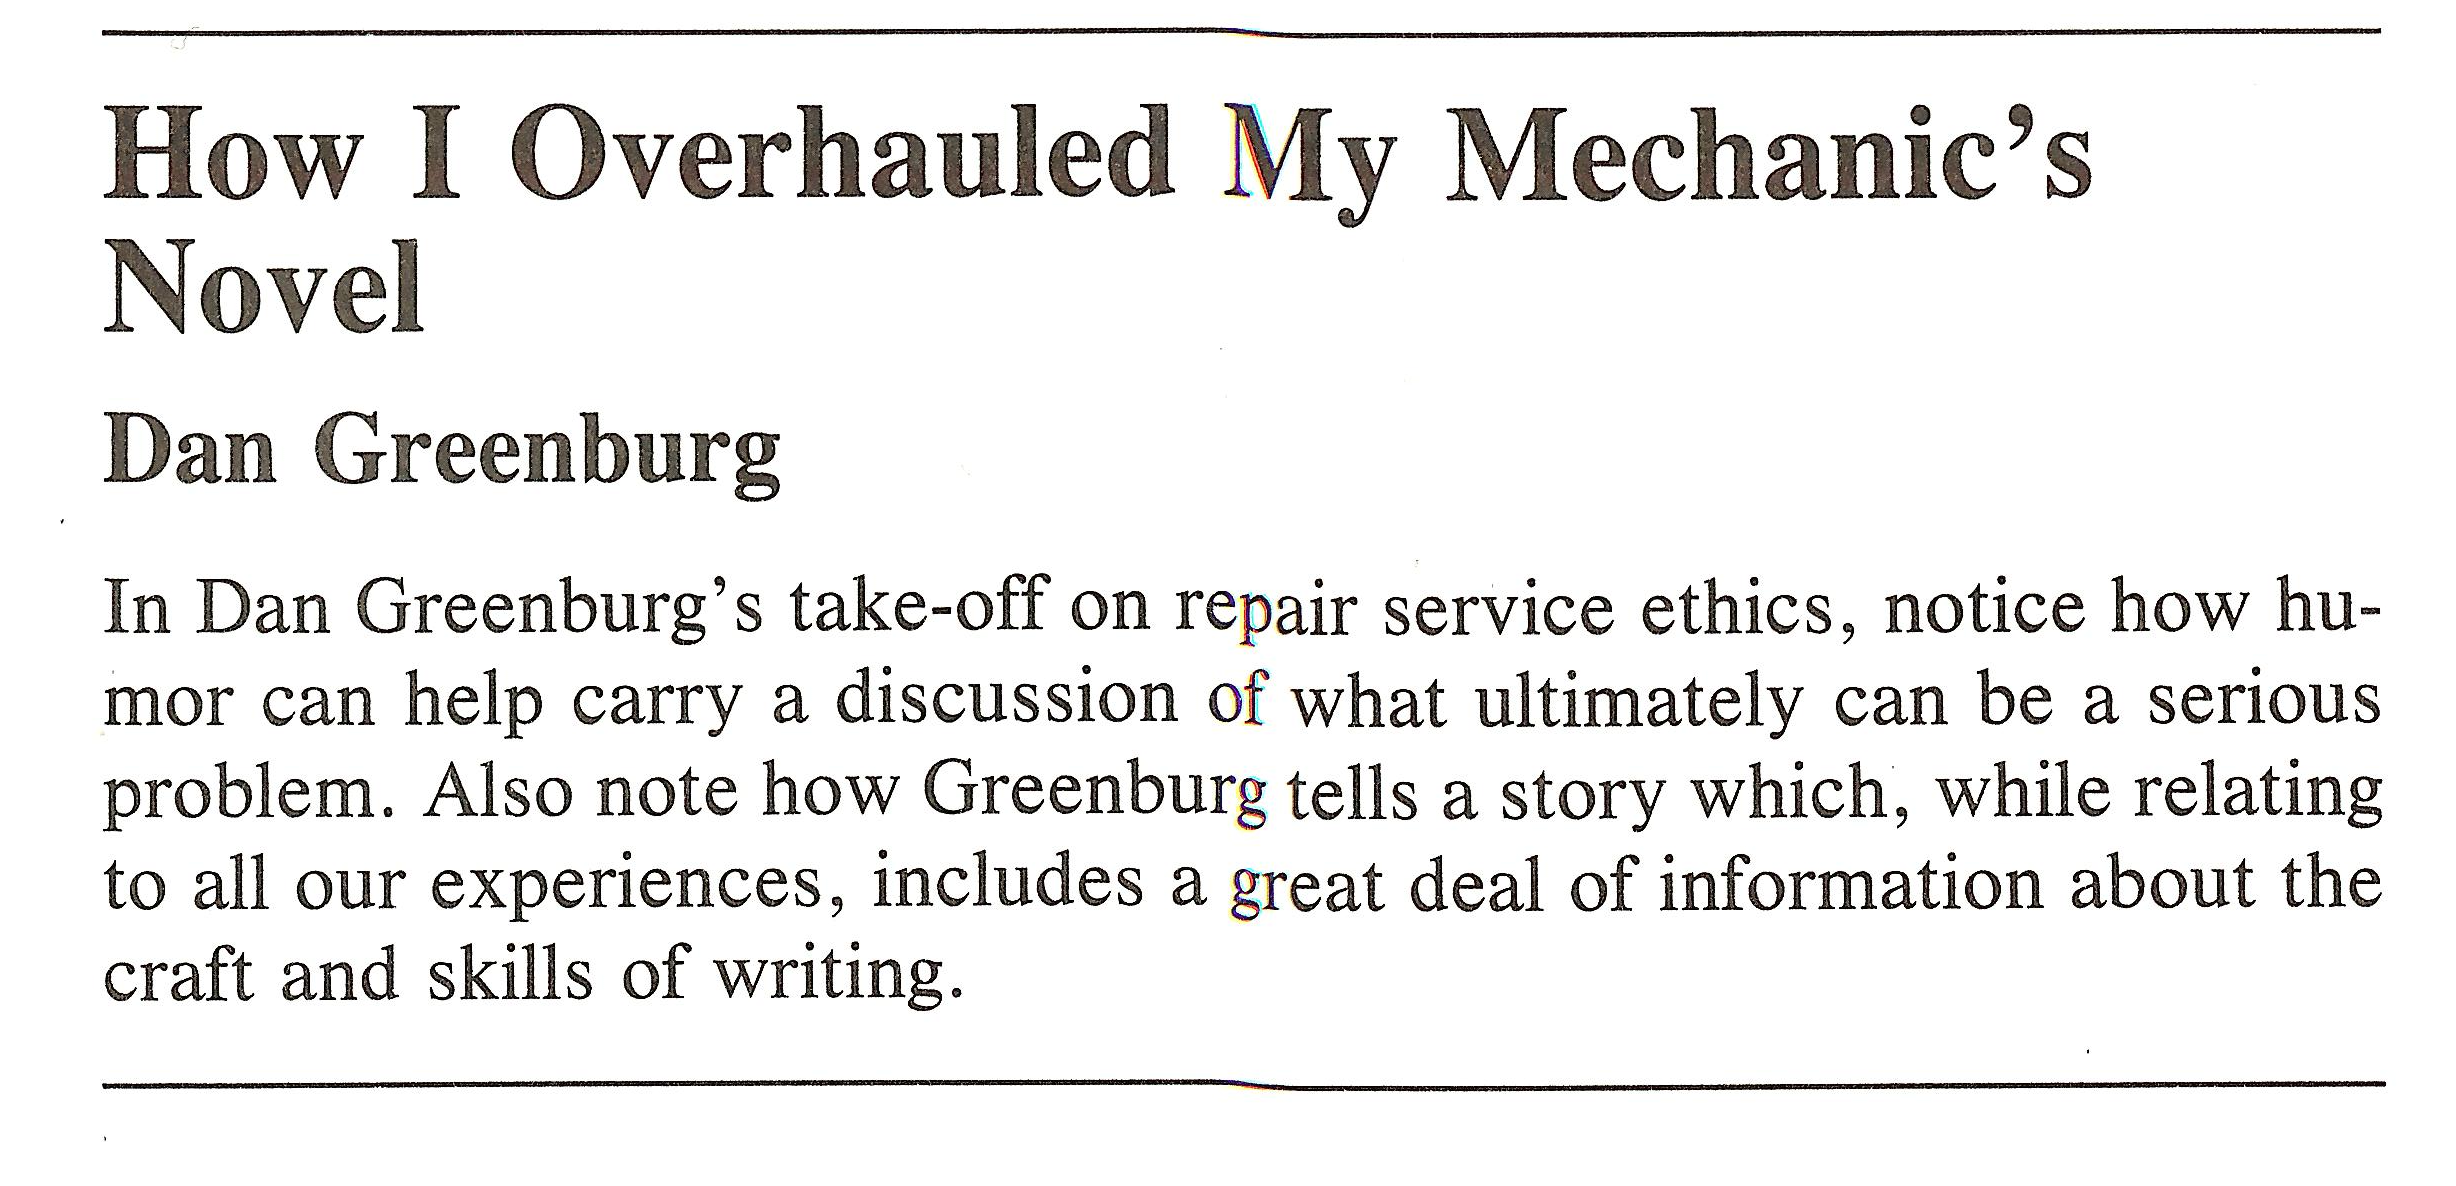 How I Overhauled My Mechanic’s
Novel
Dan Greenburg
In Dan Greenburg’s take-off on repair service ethics, notice how hu-
mor can help carry a discussion of what ultimately can be a serious
problem. Also note how Greenburg tells a story which, while relating
to all our experiences, includes a great deal of information about the
craft and skills of writing.